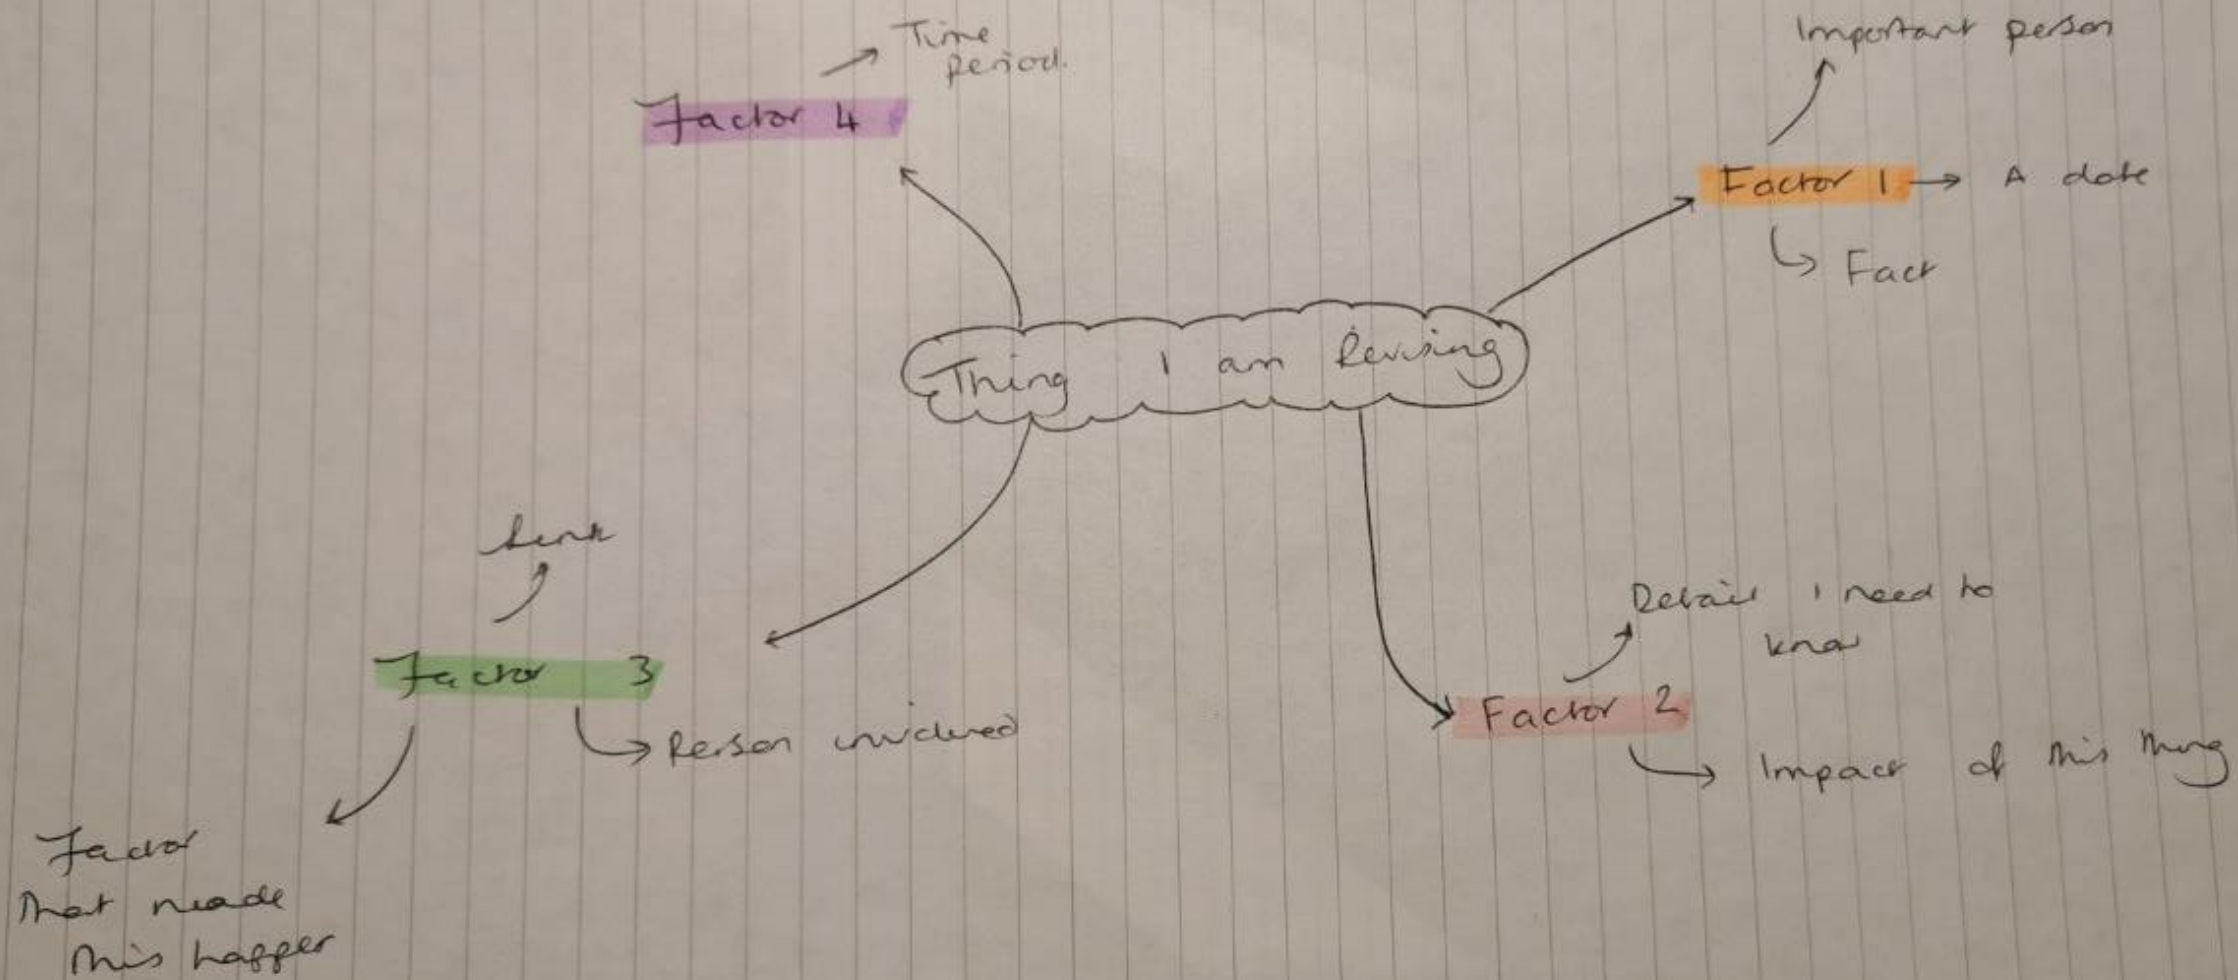 Time
period.
Factor 4
Important person
Factor 1
A date
Fact
Thing I am Revising
Link
Factor 3
Person involved
Factor
that made
this happen
Detail I need to
know
Factor 2
Impact of this thing